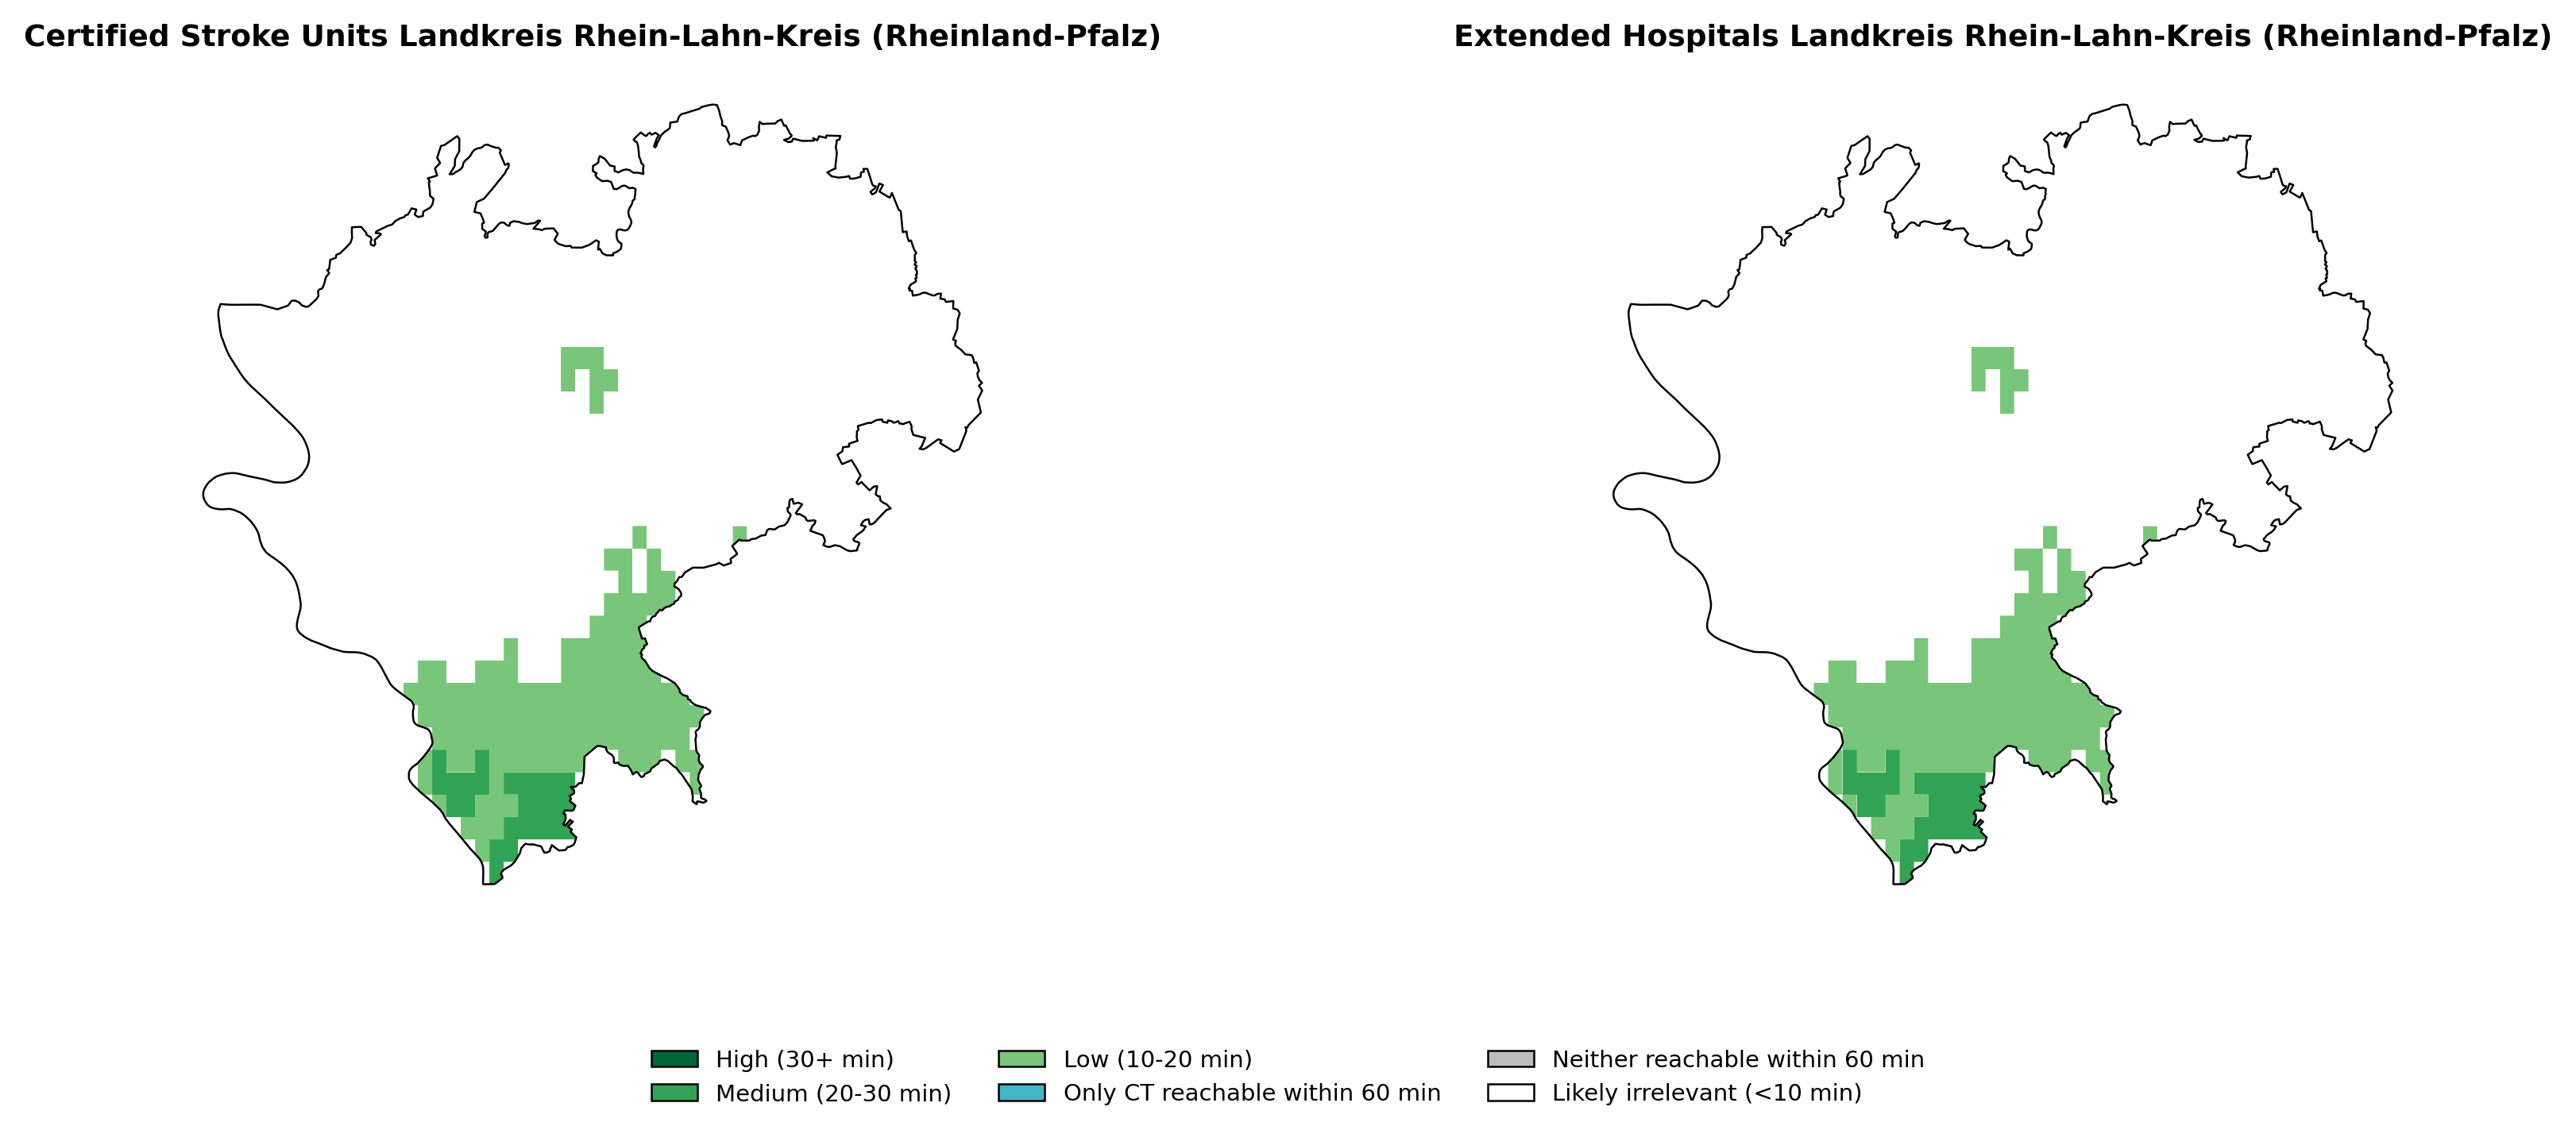 Certified Stroke Units Landkreis Rhein-Lahn-Kreis (Rheinland-Pfalz)
Extended Hospitals Landkreis Rhein-Lahn-Kreis (Rheinland-Pfalz)
High (30+ min)
Medium (20-30 min)
Low (10-20 min)
Only CT reachable within 60 min
Neither reachable within 60 min
Likely irrelevant (<10 min)